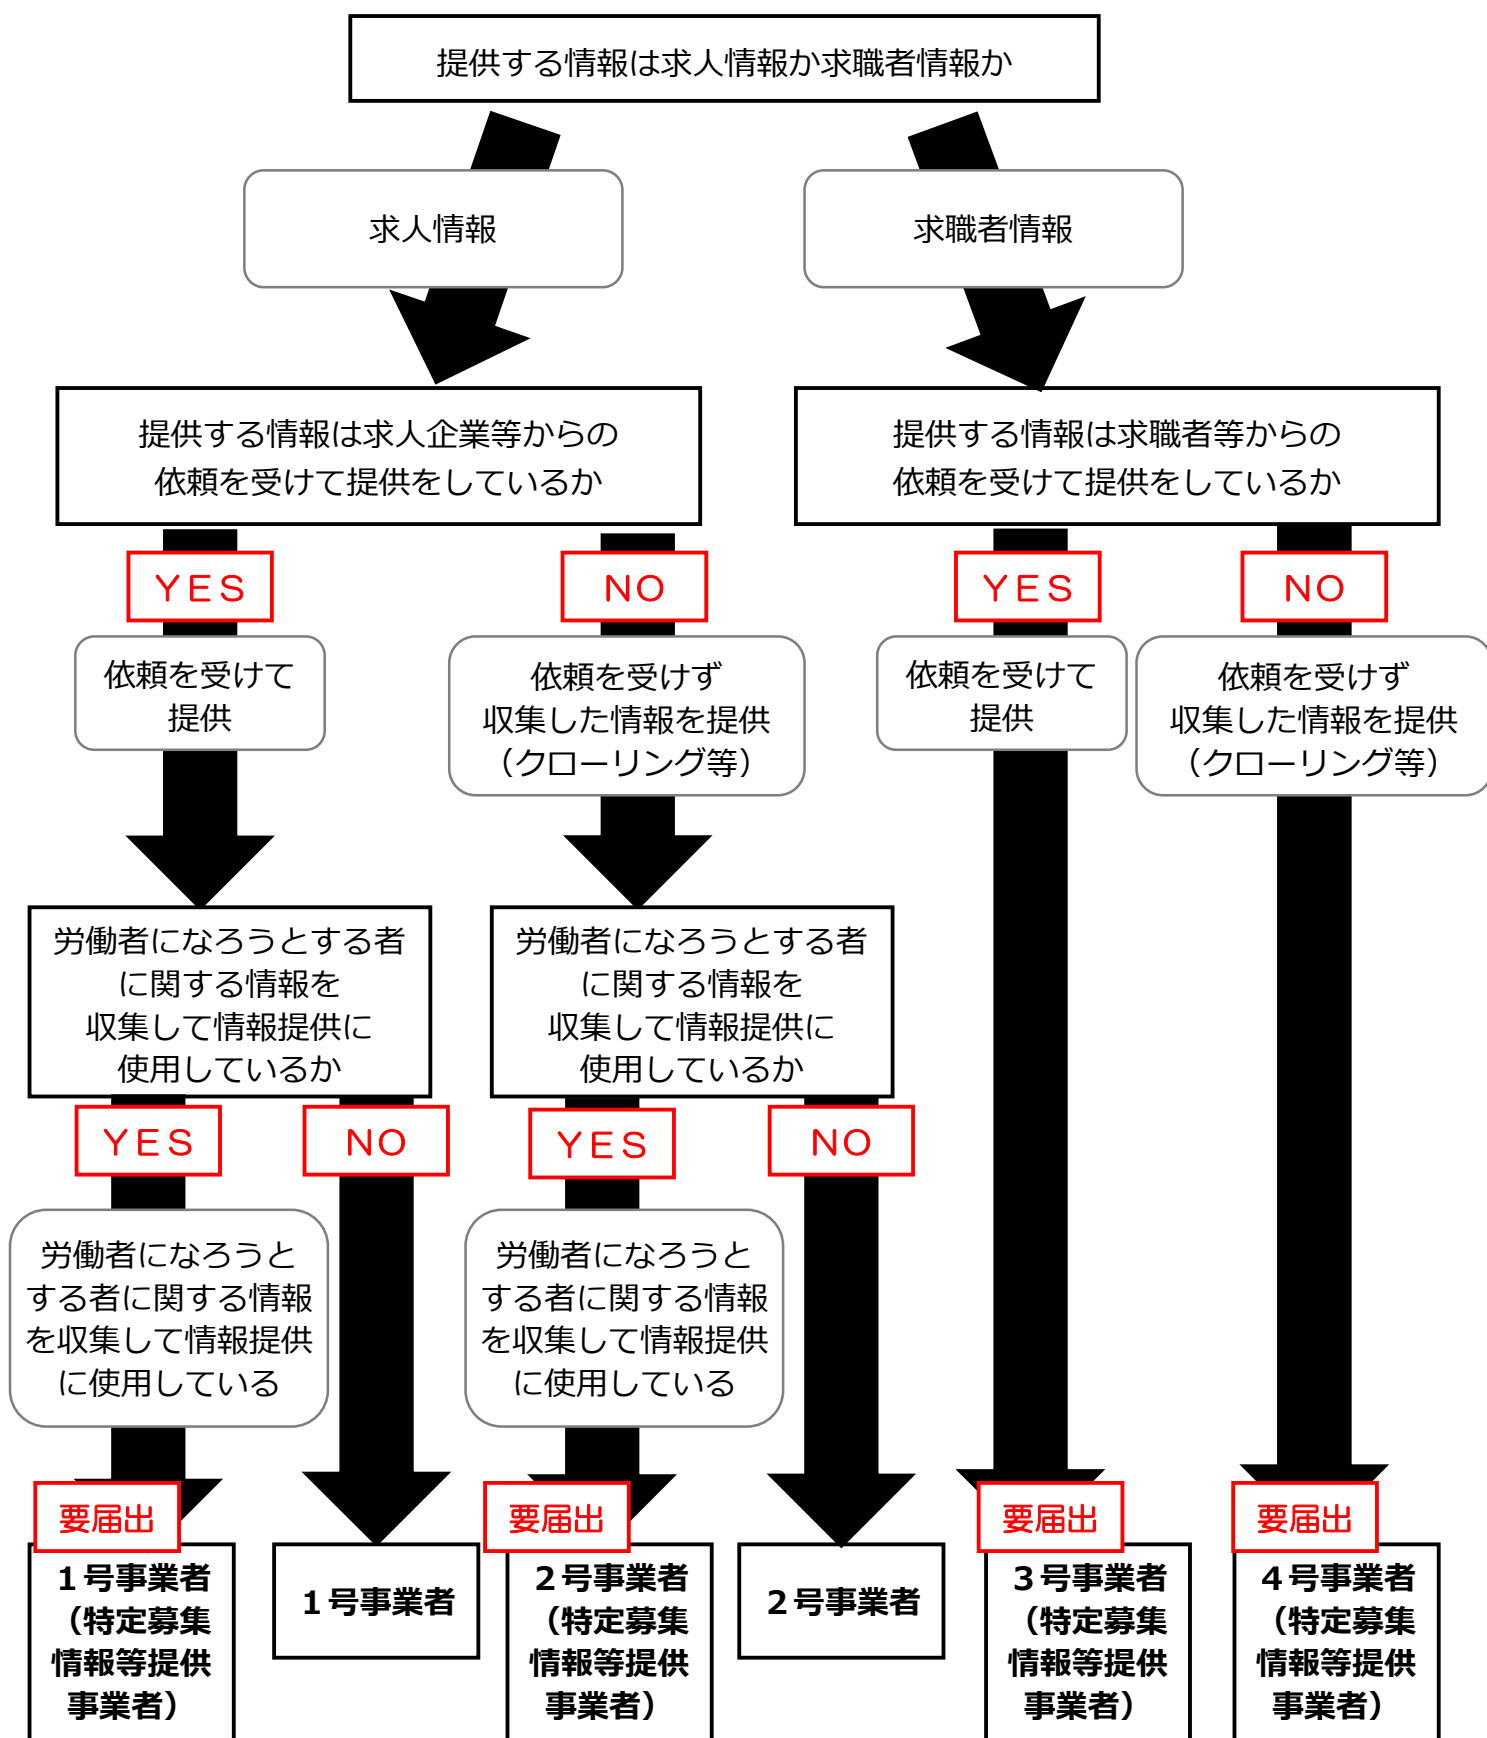 提供する情報は求人情報か求職者情報か
求人情報
求職者情報
提供する情報は求人企業等からの
依頼を受けて提供をしているか
提供する情報は求職者等からの
依頼を受けて提供をしているか
ＹＥＳ
ＮＯ
ＹＥＳ
ＮＯ
依頼を受けて
提供
依頼を受けず
収集した情報を提供
（クローリング等）
依頼を受けて
提供
依頼を受けず
収集した情報を提供
（クローリング等）
労働者になろうとする者
に関する情報を
収集して情報提供に
使用しているか
労働者になろうとする者
に関する情報を
収集して情報提供に
使用しているか
ＹＥＳ
ＮＯ
ＹＥＳ
ＮＯ
労働者になろうと
する者に関する情報
を収集して情報提供
に使用している
労働者になろうと
する者に関する情報
を収集して情報提供
に使用している
要届出
１号事業者
（特定募集
情報等提供
事業者）
１号事業者
要届出
２号事業者
（特定募集
情報等提供
事業者）
２号事業者
要届出
３号事業者
（特定募集
情報等提供
事業者）
要届出
４号事業者
（特定募集
情報等提供
事業者）